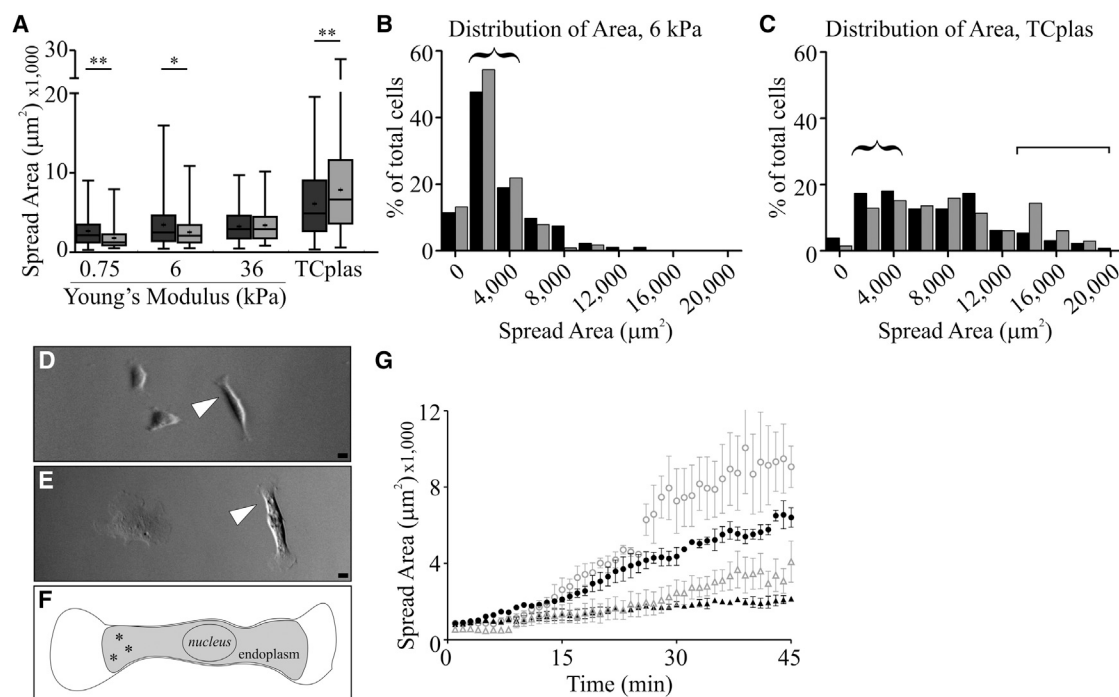 A
30
20
10
0
Spread Area (μm²) x1,000
**
*
**
0.75 6 36 TCplas
Young's Modulus (kPa)
B
Distribution of Area, 6 kPa
60
40
20
0
% of total cells
0 4,000 8,000 12,000 16,000 20,000
Spread Area (μm²)
C
Distribution of Area, TCplas
60
40
20
0
% of total cells
0 4,000 8,000 12,000 16,000 20,000
Spread Area (μm²)
D
E
F
nucleus
endoplasm
* * *
G
12
8
4
0
Spread Area (μm²) x1,000
0 15 30 45
Time (min)